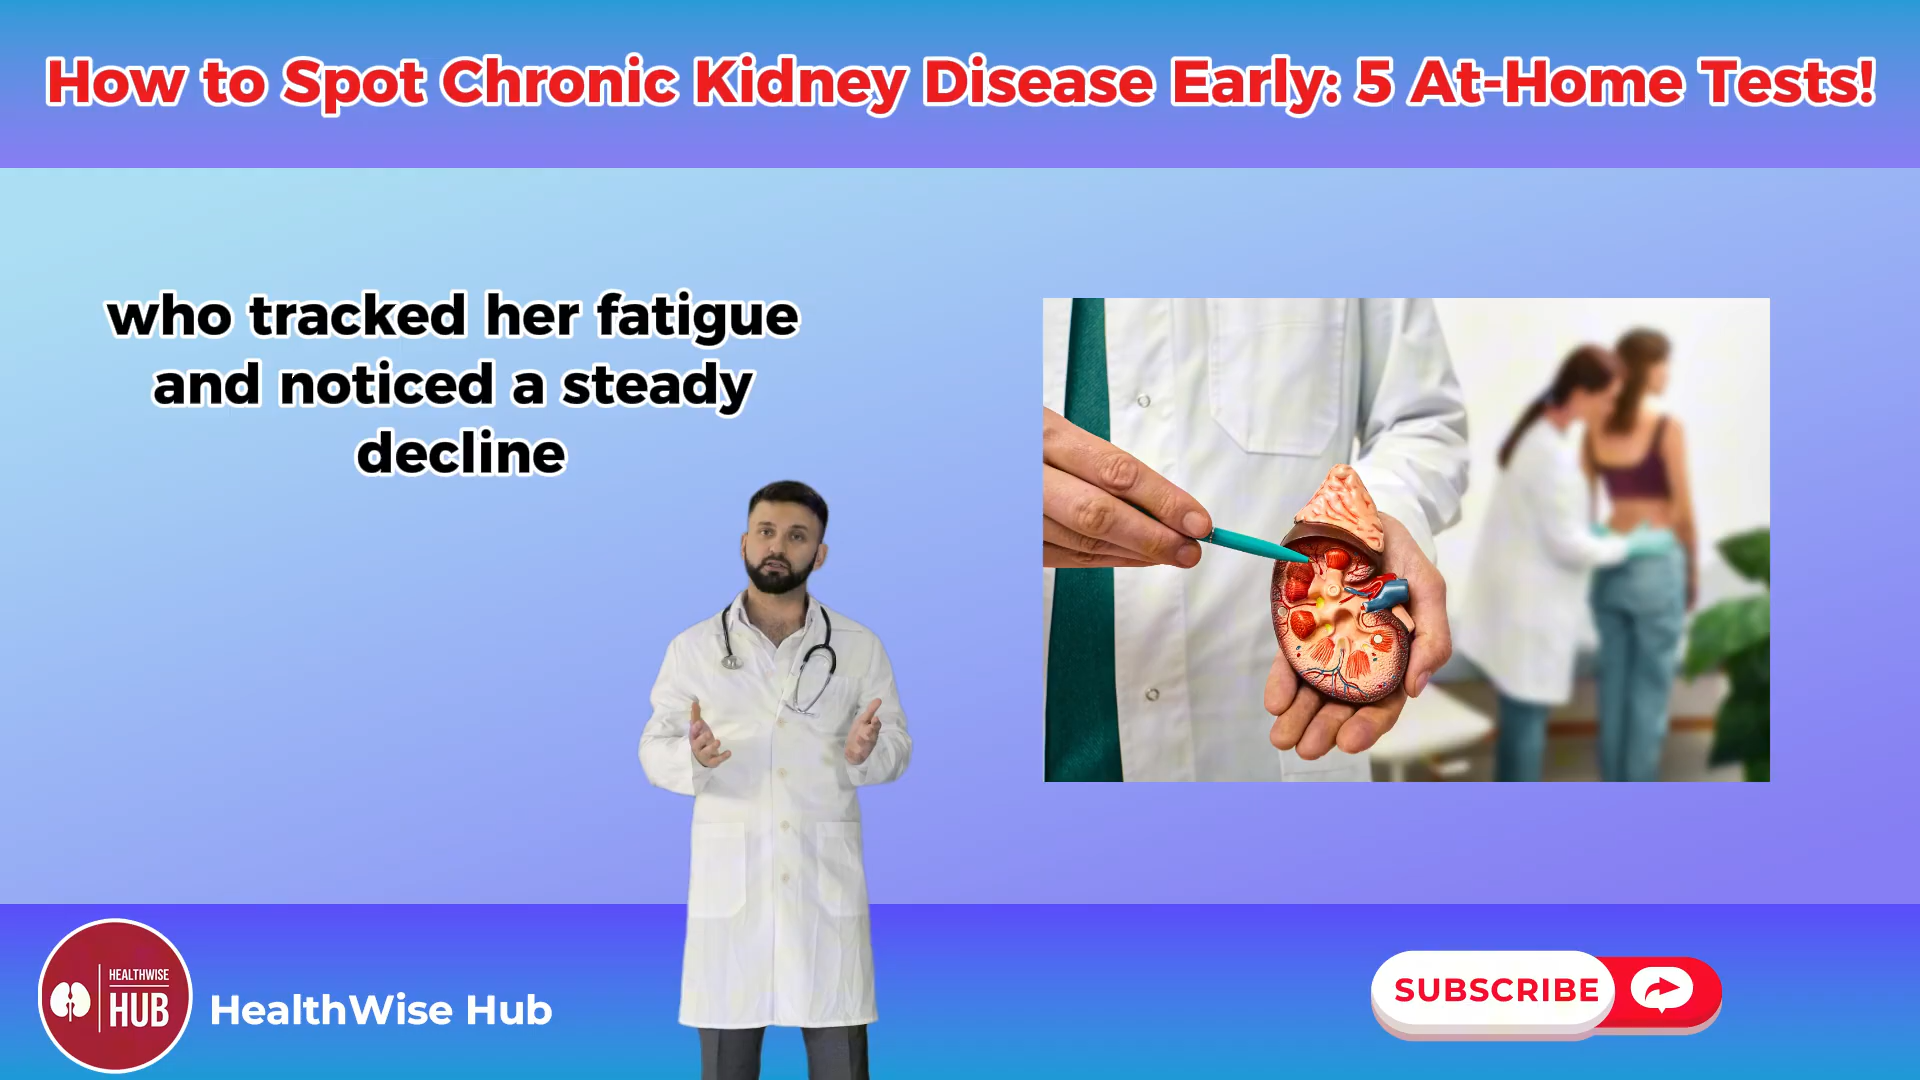 How to Spot Chronic Kidney Disease Early: 5 At-Home Tests!
who tracked her fatigue
and noticed a steady
decline
HEALTHWISE
HUB
HealthWise Hub
SUBSCRIBE